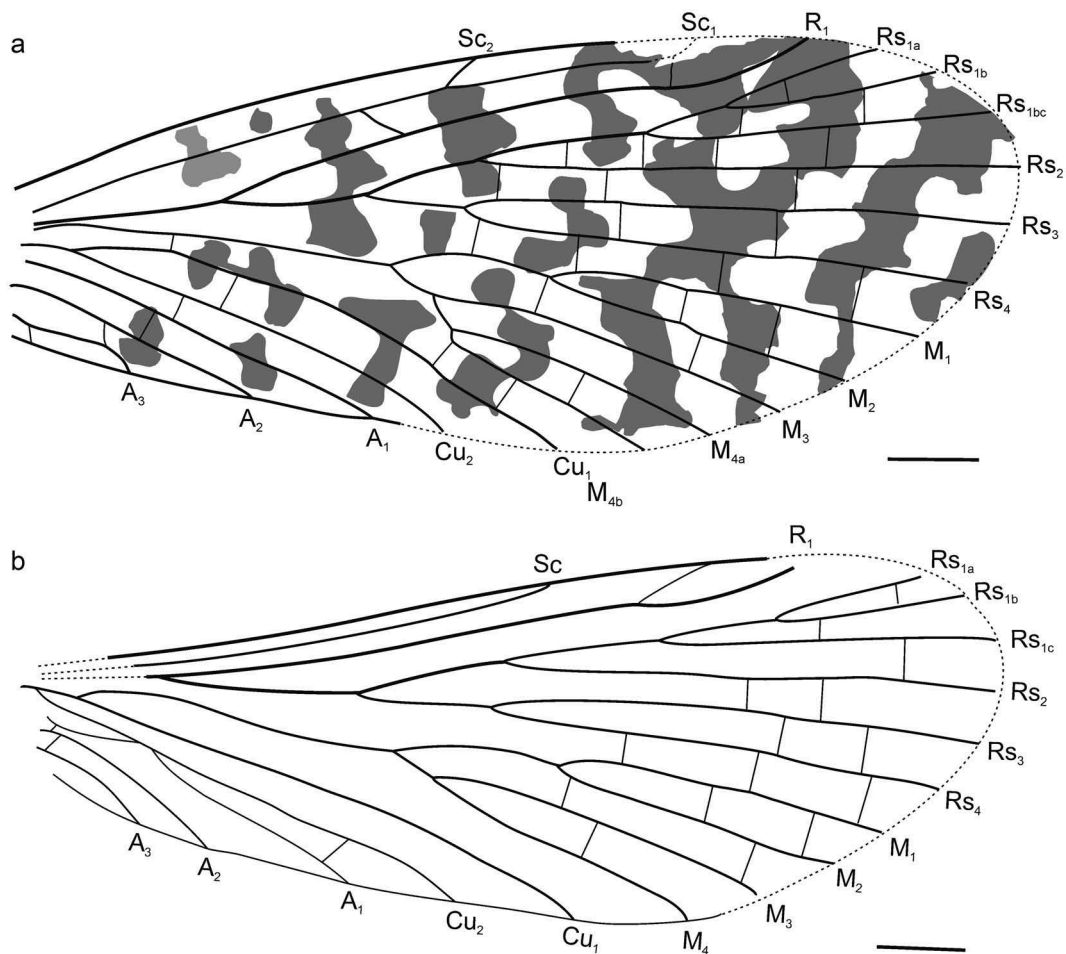 a
Sc₂
Sc₁
R₁
Rs₁ₐ
Rs₁b
Rs₁bc
Rs₂
Rs₃
Rs₄
M₁
M₂
M₃
M₄ₐ
M₄b
Cu₁
Cu₂
A₁
A₂
A₃
b
Sc
R₁
Rs₁ₐ
Rs₁b
Rs₁c
Rs₂
Rs₃
Rs₄
M₁
M₂
M₃
M₄
Cu₁
Cu₂
A₁
A₂
A₃